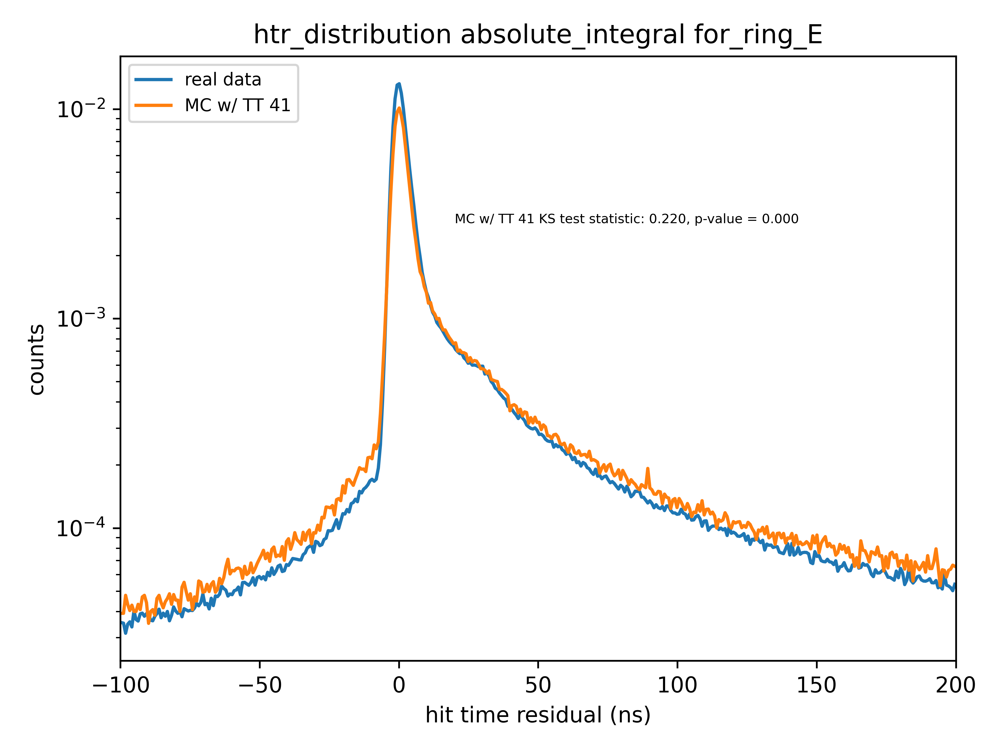 htr_distribution absolute_integral for_ring_E
real data
MC w/ TT 41
MC w/ TT 41 KS test statistic: 0.220, p-value = 0.000
counts
10⁻²
10⁻³
10⁻⁴
−100 −50 0 50 100 150 200
hit time residual (ns)